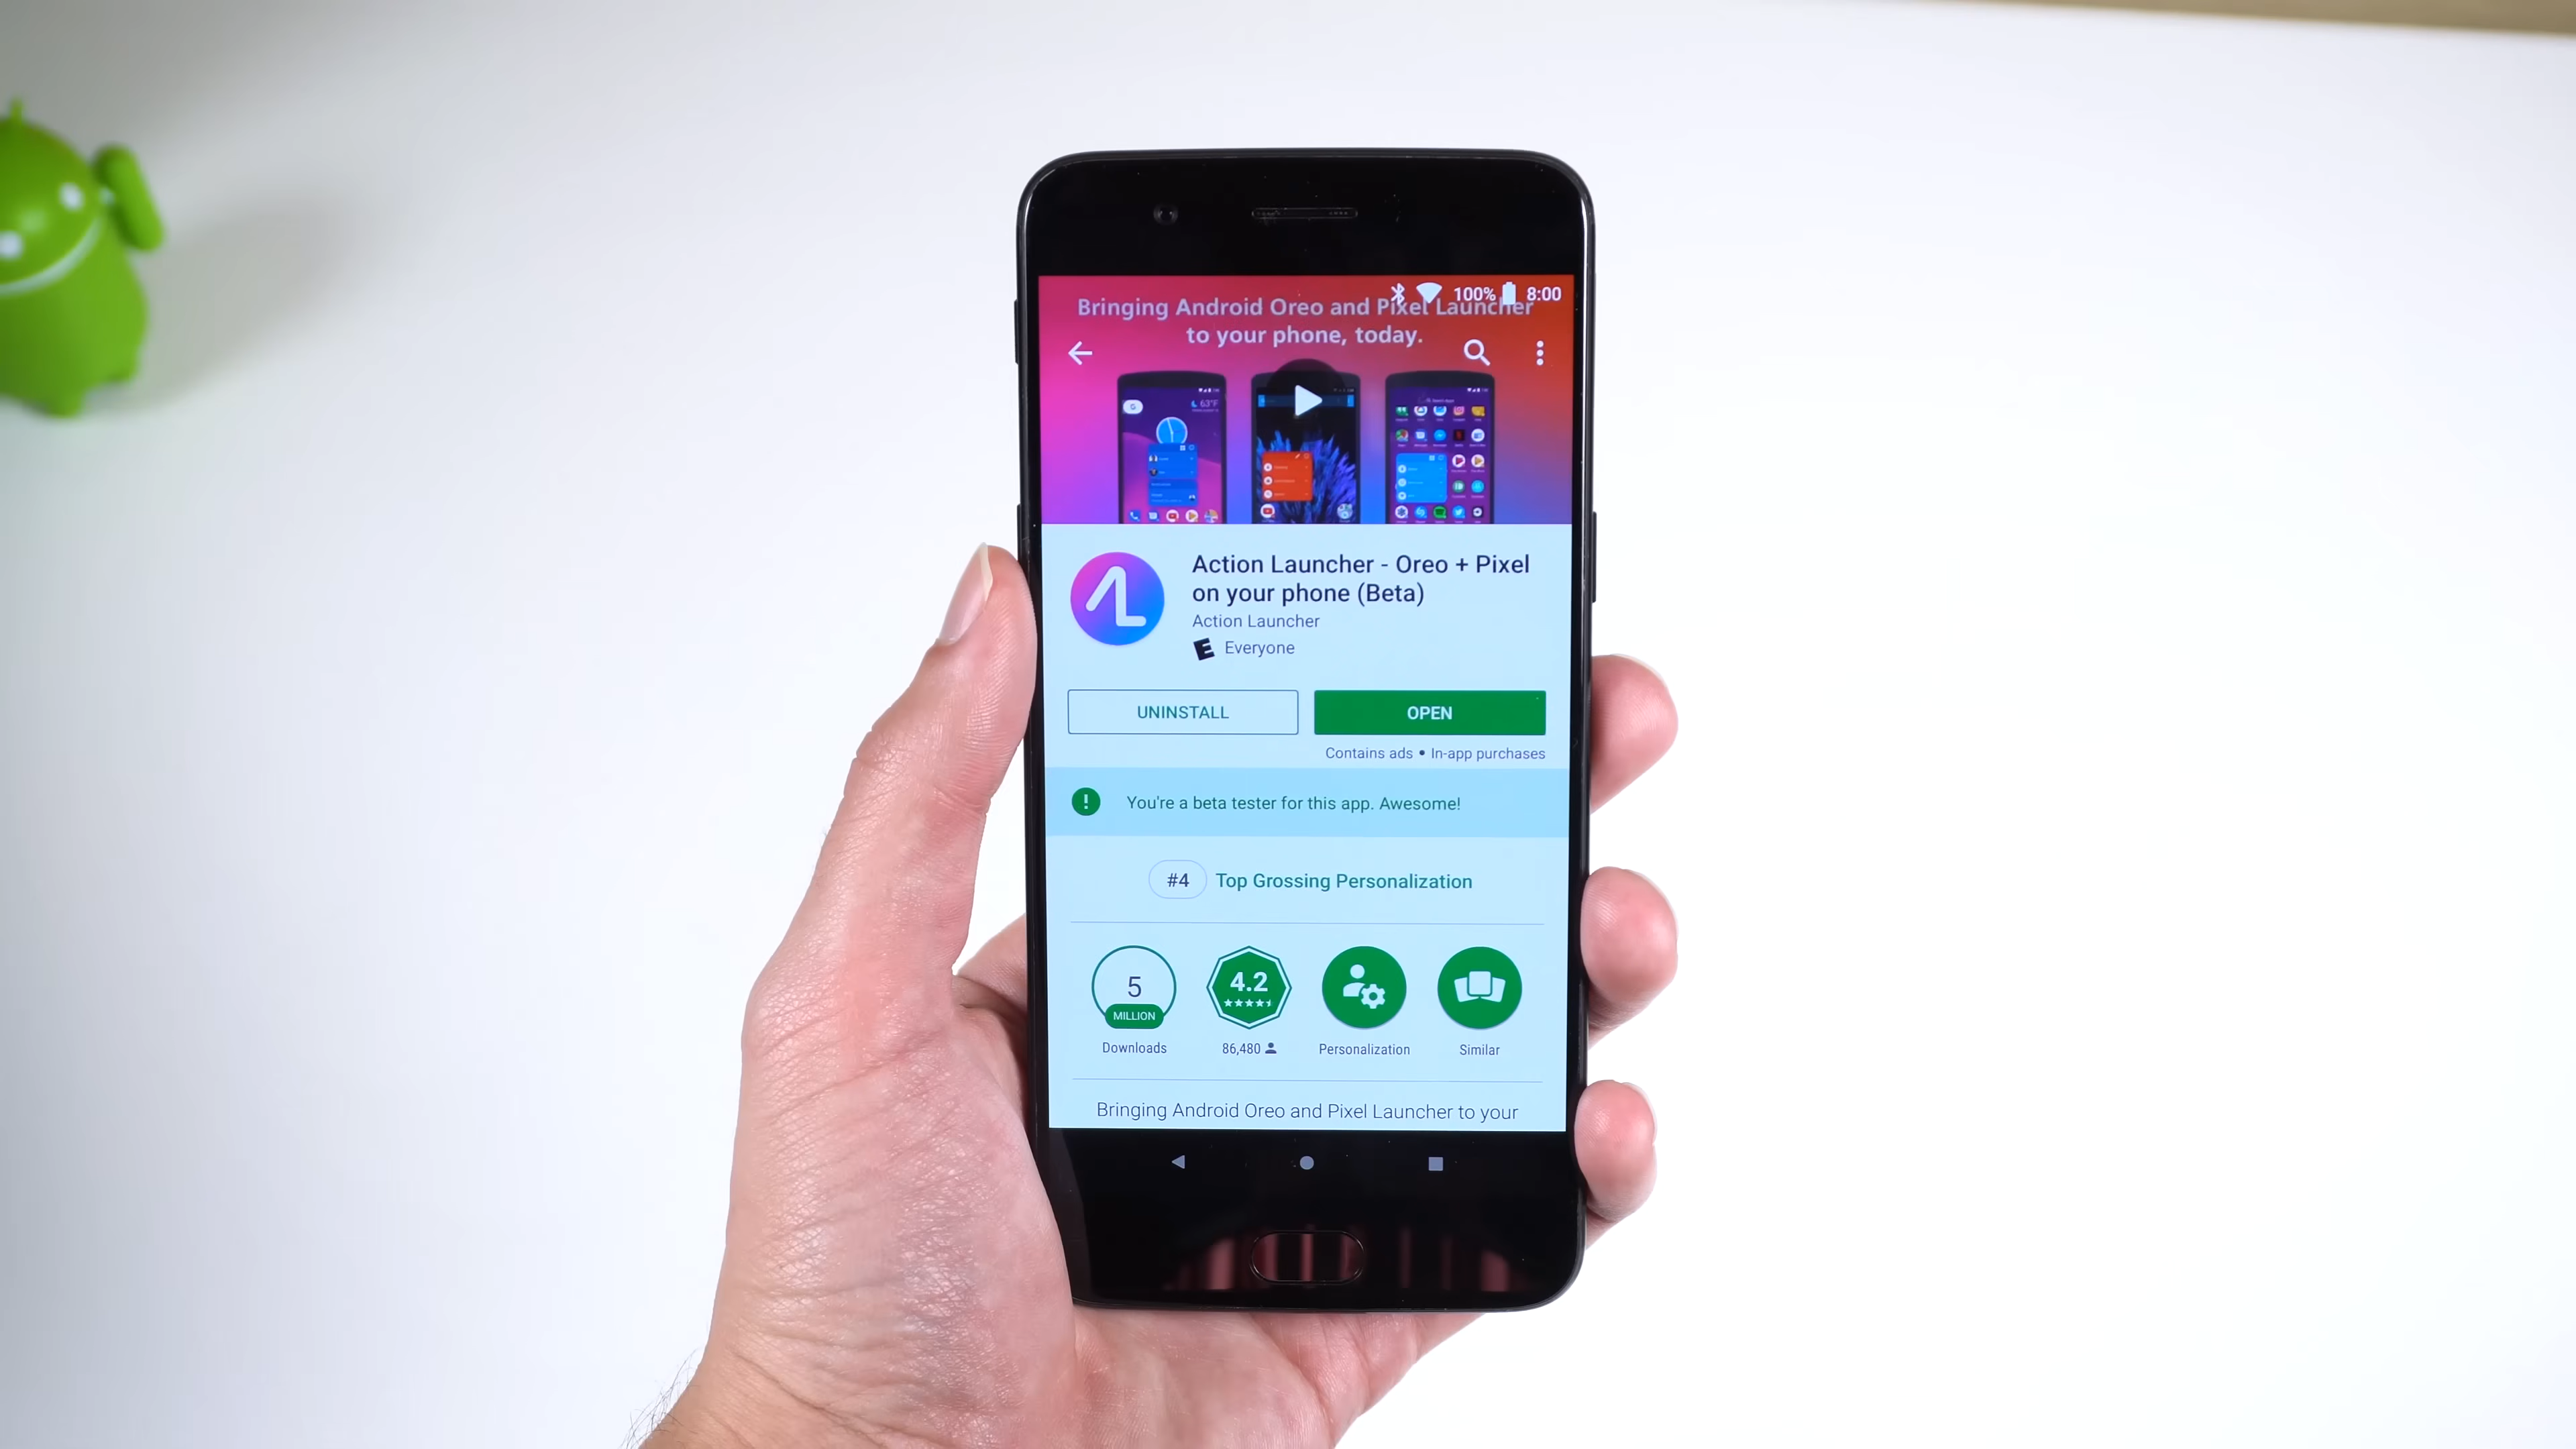 100% 8:00
Bringing Android Oreo and Pixel Launcher
to your phone, today.
63°F
Action Launcher - Oreo + Pixel
on your phone (Beta)
Action Launcher
E Everyone
UNINSTALL
OPEN
Contains ads • In-app purchases
! You're a beta tester for this app. Awesome!
#4 Top Grossing Personalization
5
MILLION
Downloads
4.2
86,480
Personalization
Similar
Bringing Android Oreo and Pixel Launcher to your